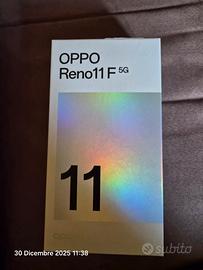 OPPO
Reno11 F 5G
11
30 Dicembre 2025 11:38
subito